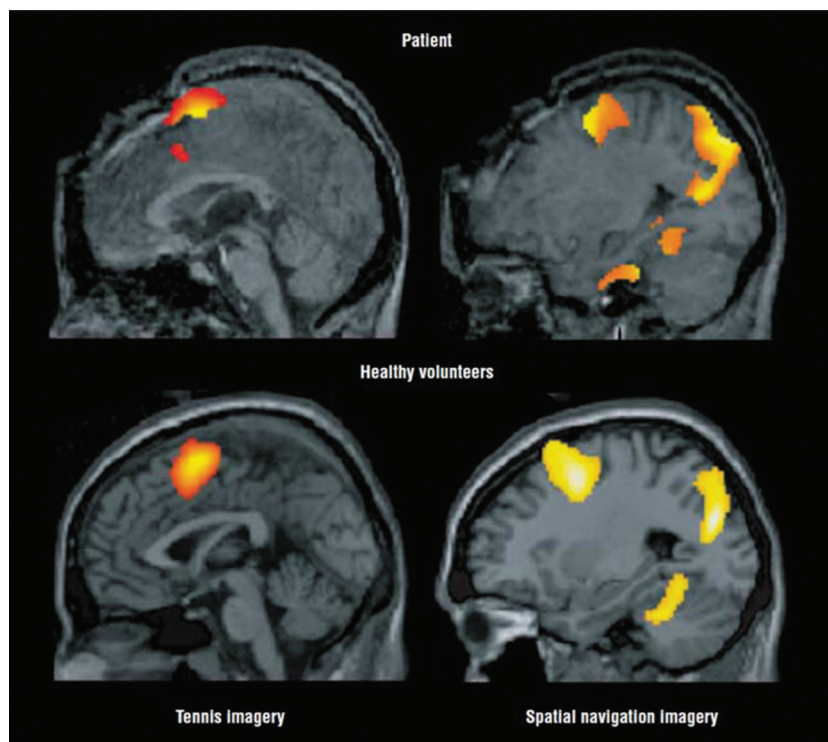 Patient
Healthy volunteers
Tennis imagery
Spatial navigation imagery